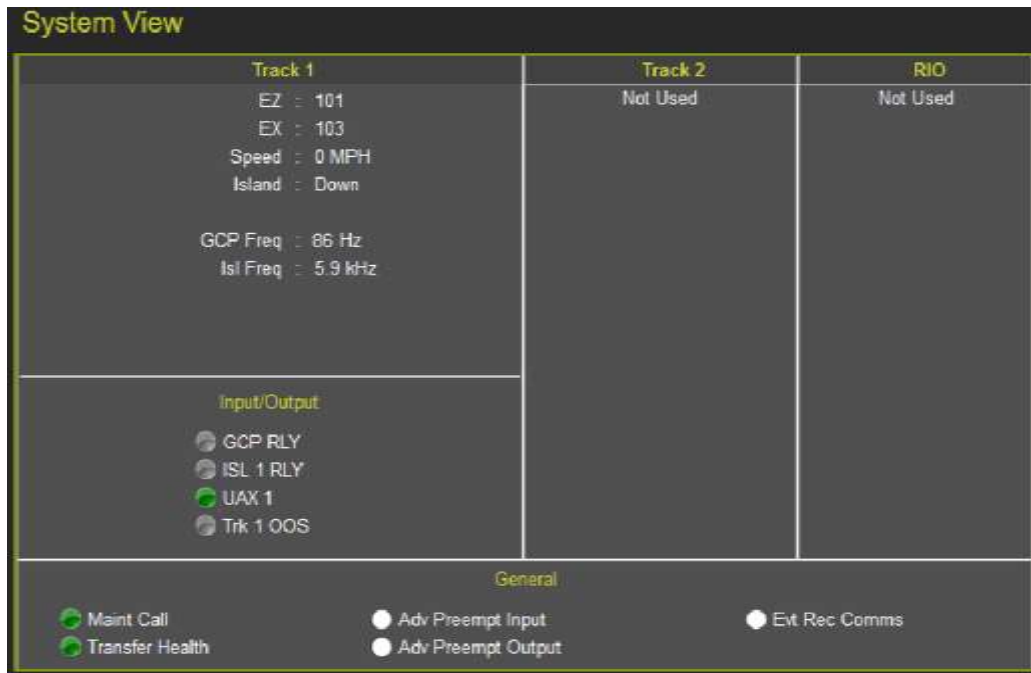 System View
Track 1
EZ : 101
EX : 103
Speed : 0 MPH
Island : Down
GCP Freq : 86 Hz
Isl Freq : 5.9 kHz
Input/Output
GCP RLY
ISL 1 RLY
UAX 1
Trk 1 OOS
Track 2
Not Used
RIO
Not Used
General
Maint Call
Transfer Health
Adv Preempt Input
Adv Preempt Output
Evt Rec Comms